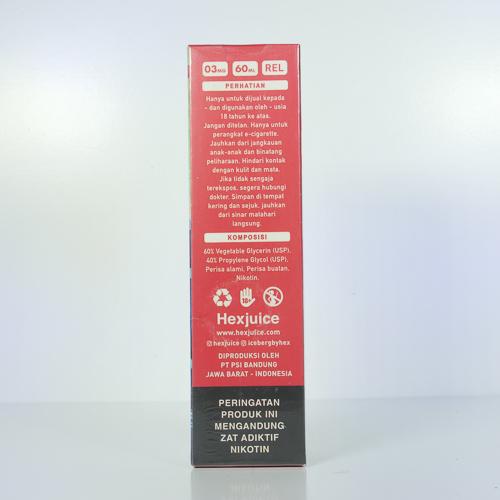 03MG 60ML REL
PERHATIAN
Hanya untuk dijual kepada
- dan digunakan oleh - usia
18 tahun ke atas.
Jangan ditelan. Hanya untuk
perangkat e-cigarette.
Jauhkan dari jangkauan
anak-anak dan binatang
peliharaan. Hindari kontak
dengan kulit dan mata.
Jika tidak sengaja
terekspos, segera hubungi
dokter. Simpan di tempat
kering dan sejuk, jauhkan
dari sinar matahari
langsung.
KOMPOSISI
60% Vegetable Glycerin (USP),
40% Propylene Glycol (USP),
Perisa alami, Perisa buatan,
Nikotin.
18+
Hexjuice
www.hexjuice.com
hexjuice icebergbyhex
DIPRODUKSI OLEH
PT PSI BANDUNG
JAWA BARAT - INDONESIA
PERINGATAN
PRODUK INI
MENGANDUNG
ZAT ADIKTIF
NIKOTIN